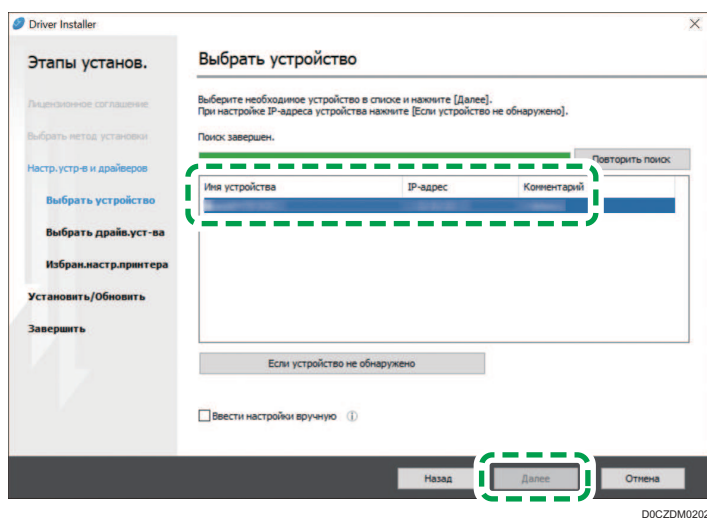 Driver Installer
Этапы установ.
Лицензионное соглашение
Выбрать метод установки
Настр.устр-в и драйверов
Выбрать устройство
Выбрать драйв.уст-ва
Избран.настр.принтера
Установить/Обновить
Завершить
Выбрать устройство
Выберите необходимое устройство в списке и нажмите [Далее].
При настройке IP-адреса устройства нажмите [Если устройство не обнаружено].
Поиск завершен.
Повторить поиск
Имя устройства IP-адрес Комментарий
Если устройство не обнаружено
Ввести настройки вручную
Назад Далее Отмена
D0CZDM0202